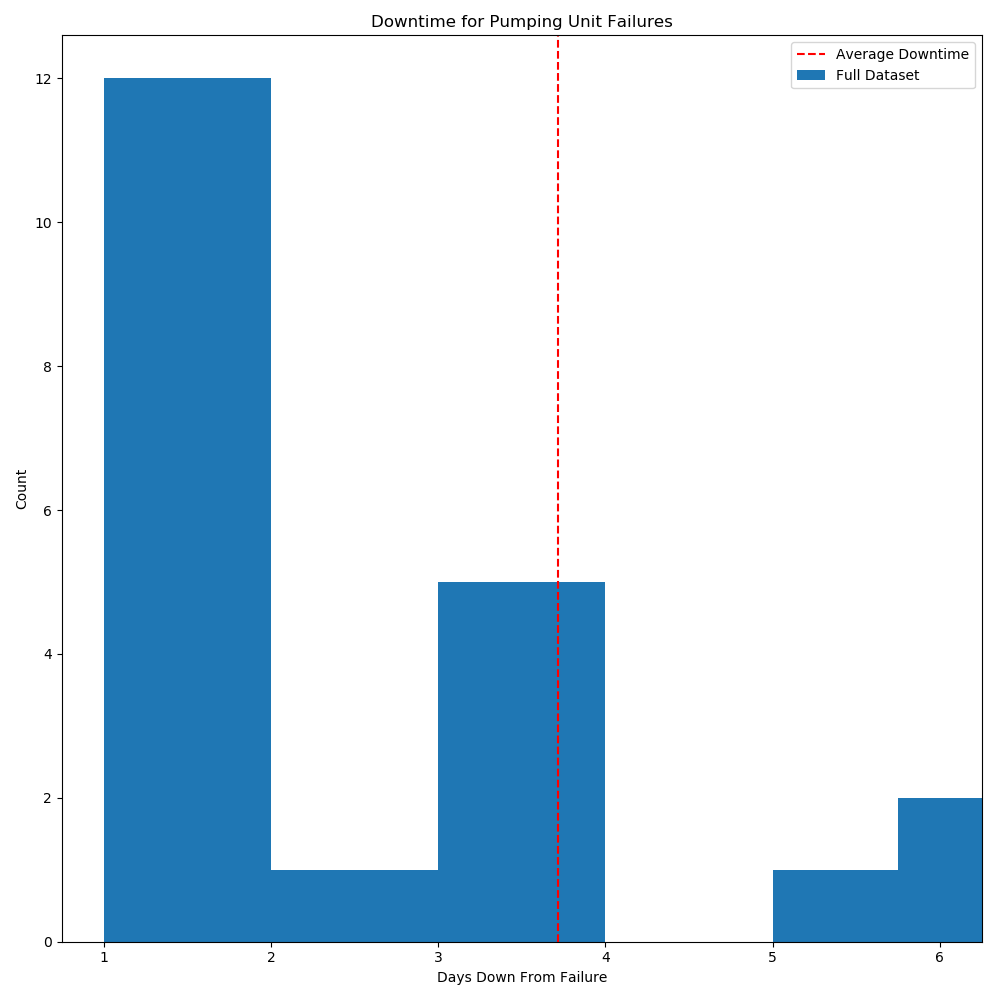 Downtime for Pumping Unit Failures
Average Downtime
Full Dataset
12
10
8
6
4
2
0
Count
1 2 3 4 5 6
Days Down From Failure